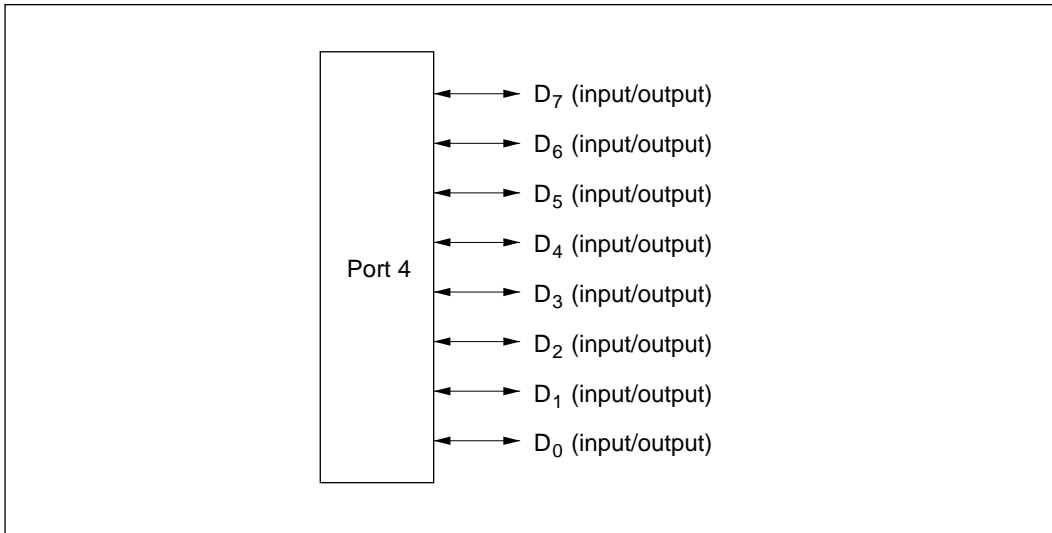 D7 (input/output)
D6 (input/output)
D5 (input/output)
D4 (input/output)
Port 4
D3 (input/output)
D2 (input/output)
D1 (input/output)
D0 (input/output)